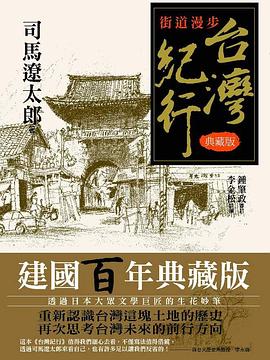 街道漫步
台灣紀行
典藏版
司馬遼太郎
著
鍾肇政
李金松
建國百年典藏版
透過日本大眾文學巨匠的生花妙筆
重新認識台灣這塊土地的歷史
再次思考台灣未來的前行方向